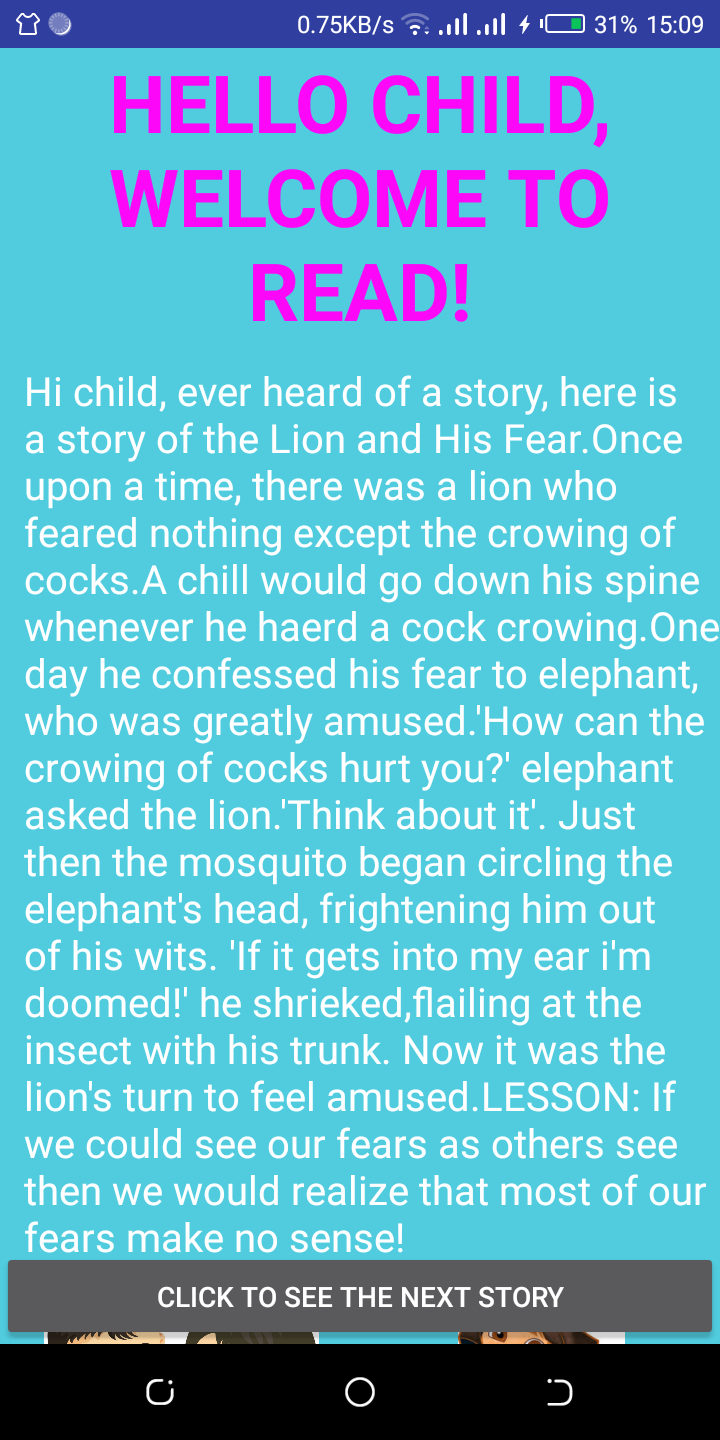 0.75KB/s 31% 15:09
HELLO CHILD,
WELCOME TO
READ!
Hi child, ever heard of a story, here is
a story of the Lion and His Fear.Once
upon a time, there was a lion who
feared nothing except the crowing of
cocks.A chill would go down his spine
whenever he haerd a cock crowing.One
day he confessed his fear to elephant,
who was greatly amused.'How can the
crowing of cocks hurt you?' elephant
asked the lion.'Think about it'. Just
then the mosquito began circling the
elephant's head, frightening him out
of his wits. 'If it gets into my ear i'm
doomed!' he shrieked,flailing at the
insect with his trunk. Now it was the
lion's turn to feel amused.LESSON: If
we could see our fears as others see
then we would realize that most of our
fears make no sense!
CLICK TO SEE THE NEXT STORY